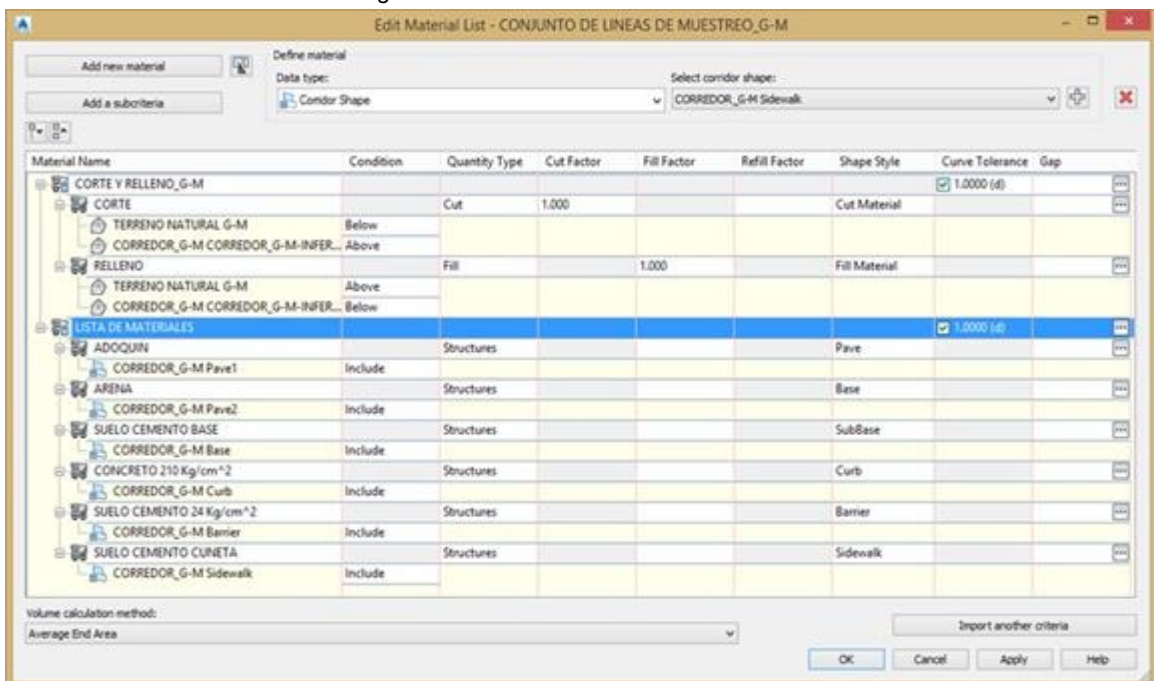 Edit Material List - CONJUNTO DE LINEAS DE MUESTREO_G-M
Add new material
Add a subcriteria
Define material
Data type:
Corridor Shape
Select corridor shape:
CORREDOR_G-M Sidewalk
Material Name Condition Quantity Type Cut Factor Fill Factor Refill Factor Shape Style Curve Tolerance Gap
CORTE Y RELLENO_G-M 1.0000 (d)
CORTE Cut 1.000 Cut Material
TERRENO NATURAL G-M Below
CORREDOR_G-M CORREDOR_G-M-INFER... Above
RELLENO Fill 1.000 Fill Material
TERRENO NATURAL G-M Above
CORREDOR_G-M CORREDOR_G-M-INFER... Below
LISTA DE MATERIALES 1.0000 (d)
ADOQUIN Structures Pave
CORREDOR_G-M Pave1 Include
ARENA Structures Base
CORREDOR_G-M Pave2 Include
SUELO CEMENTO BASE Structures SubBase
CORREDOR_G-M Base Include
CONCRETO 210 Kg/cm^2 Structures Curb
CORREDOR_G-M Curb Include
SUELO CEMENTO 24 Kg/cm^2 Structures Barrier
CORREDOR_G-M Barrier Include
SUELO CEMENTO CUNETA Structures Sidewalk
CORREDOR_G-M Sidewalk Include
Volume calculation method:
Average End Area
Import another criteria
OK Cancel Apply Help